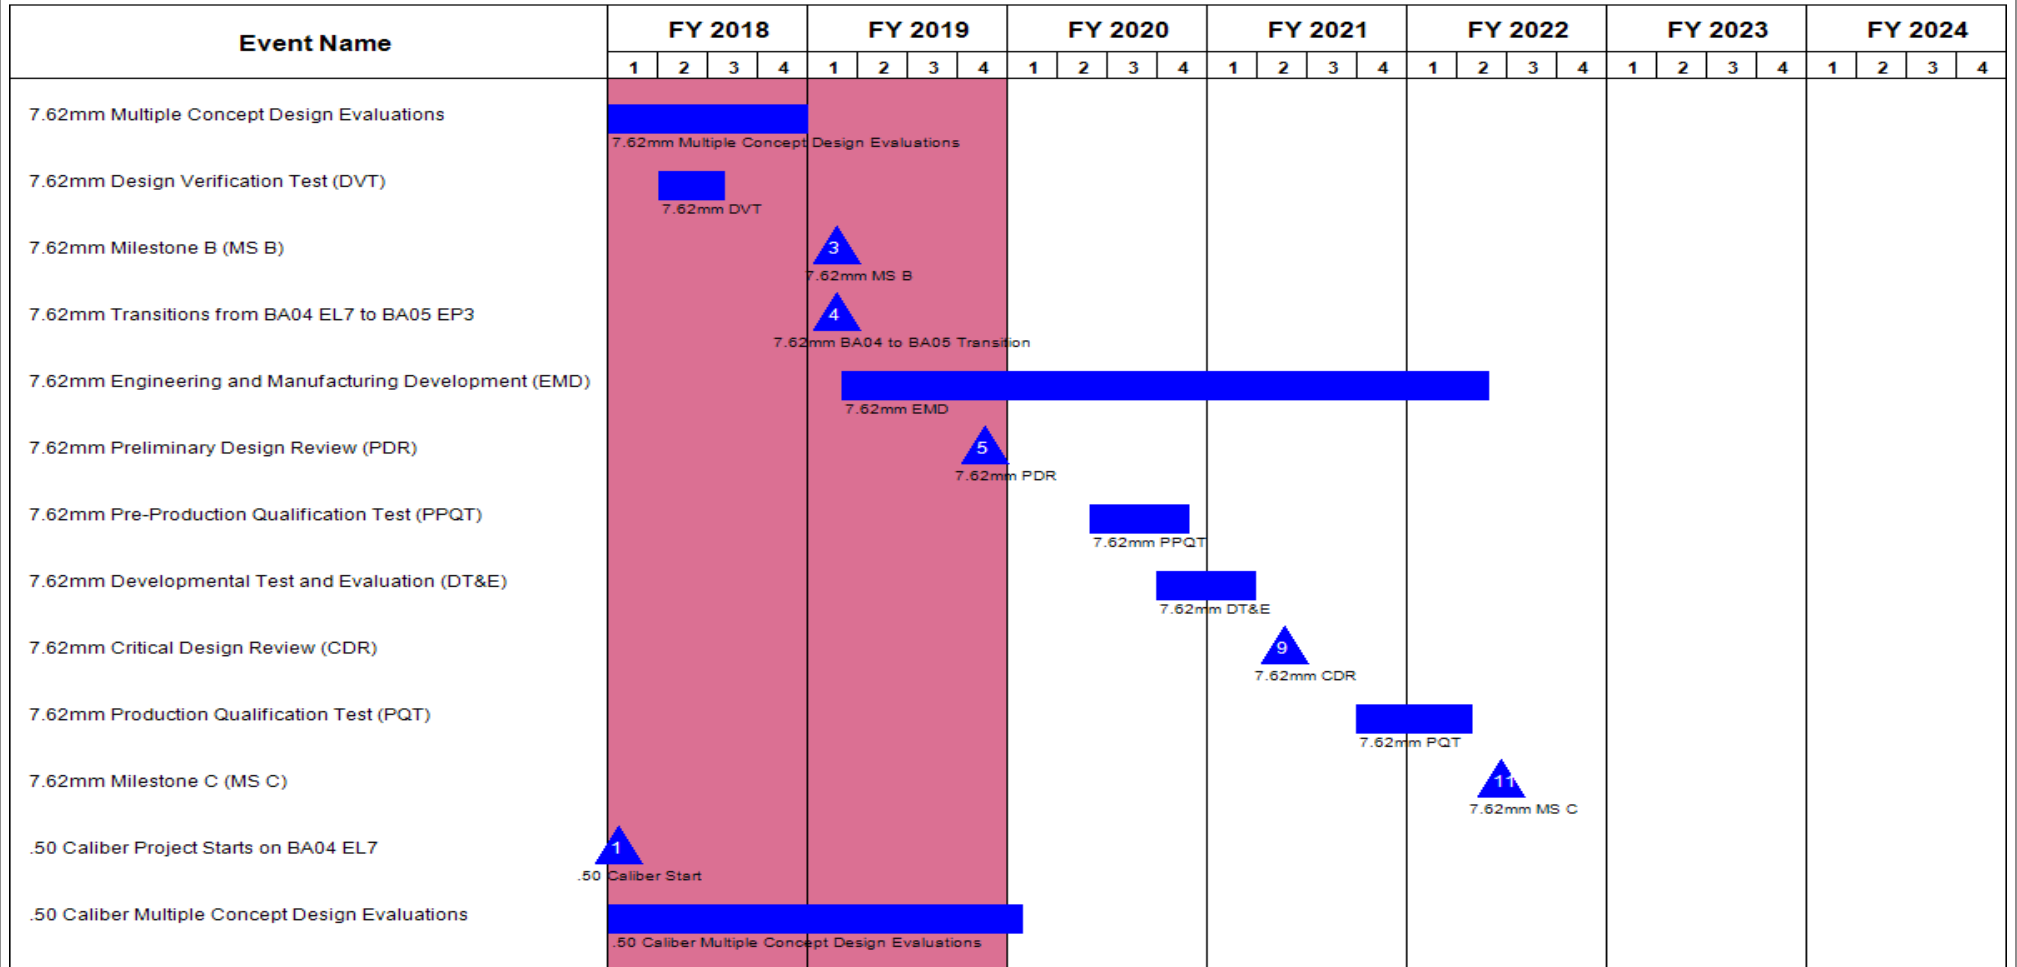 Event Name FY 2018 FY 2019 FY 2020 FY 2021 FY 2022 FY 2023 FY 2024
1 2 3 4 1 2 3 4 1 2 3 4 1 2 3 4 1 2 3 4 1 2 3 4 1 2 3 4
7.62mm Multiple Concept Design Evaluations
7.62mm Multiple Concept Design Evaluations
7.62mm Design Verification Test (DVT)
7.62mm DVT
7.62mm Milestone B (MS B) 3
7.62mm MS B
7.62mm Transitions from BA04 EL7 to BA05 EP3 4
7.62mm BA04 to BA05 Transition
7.62mm Engineering and Manufacturing Development (EMD)
7.62mm EMD
7.62mm Preliminary Design Review (PDR) 5
7.62mm PDR
7.62mm Pre-Production Qualification Test (PPQT)
7.62mm PPQT
7.62mm Developmental Test and Evaluation (DT&E)
7.62mm DT&E
7.62mm Critical Design Review (CDR) 9
7.62mm CDR
7.62mm Production Qualification Test (PQT)
7.62mm PQT
7.62mm Milestone C (MS C) 11
7.62mm MS C
.50 Caliber Project Starts on BA04 EL7 1
.50 Caliber Start
.50 Caliber Multiple Concept Design Evaluations
.50 Caliber Multiple Concept Design Evaluations